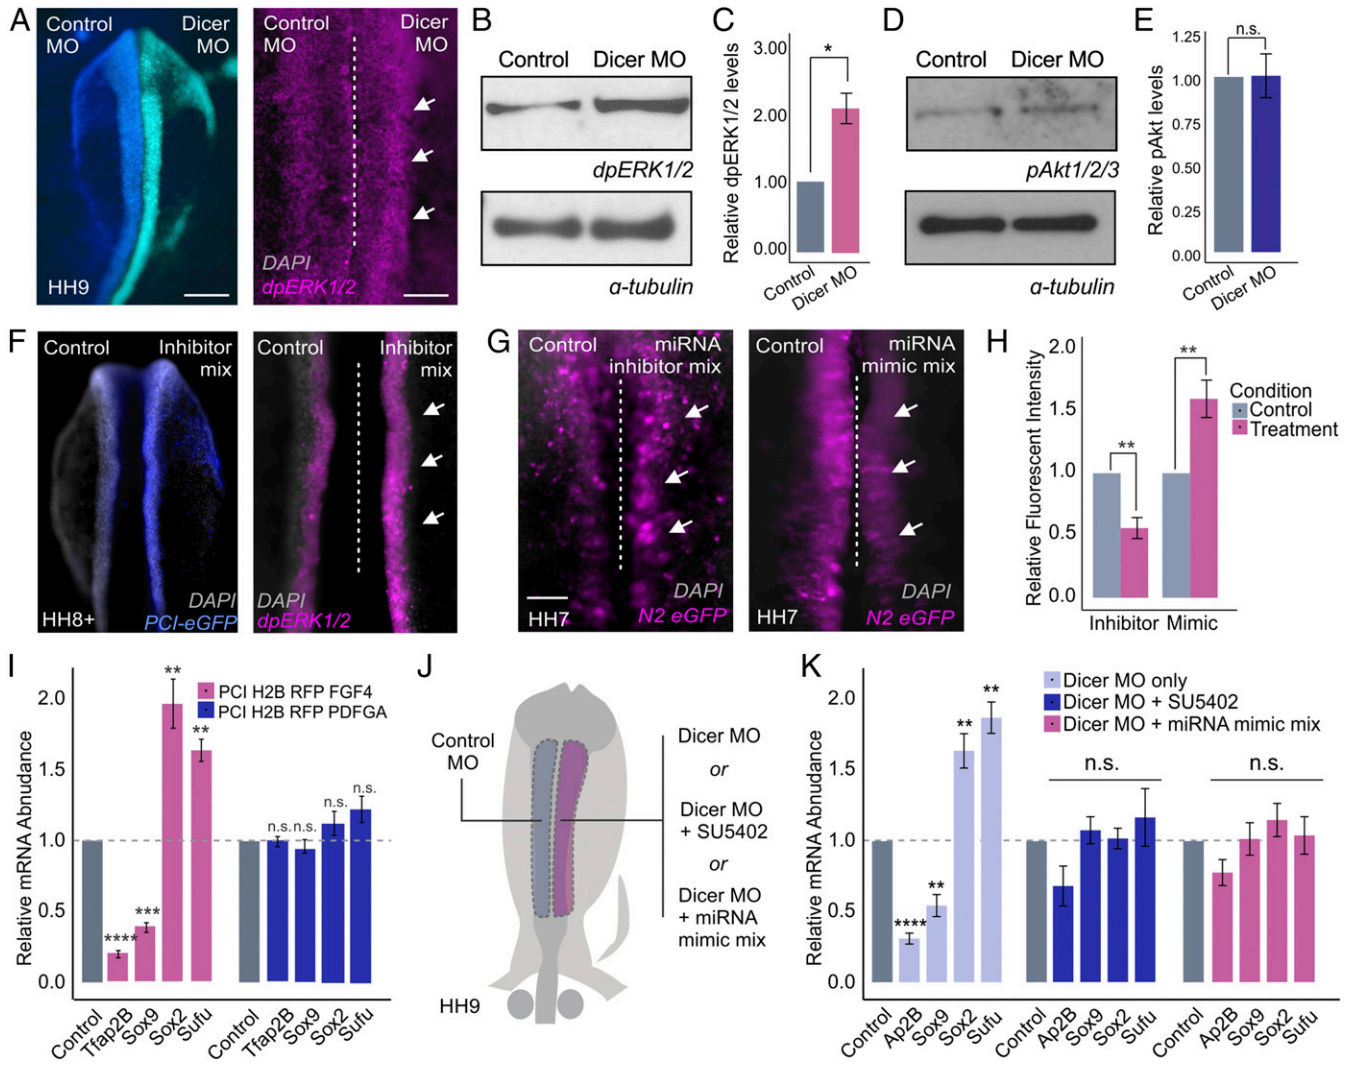 A
Control
MO
Dicer
MO
HH9
Control
MO
Dicer
MO
DAPI
dpERK1/2
B
Control Dicer MO
dpERK1/2
α-tubulin
C
3.00
2.00
1.00
0.00
Relative dpERK1/2 levels
*
Control
Dicer MO
D
Control Dicer MO
pAkt1/2/3
α-tubulin
E
1.25
1.00
0.75
0.50
0.25
0.00
Relative pAkt levels
n.s.
Control
Dicer MO
F
Control
Inhibitor
mix
HH8+
DAPI
PCI-eGFP
Control
Inhibitor
mix
DAPI
dpERK1/2
G
Control
miRNA
inhibitor mix
HH7
DAPI
N2 eGFP
Control
miRNA
mimic mix
HH7
DAPI
N2 eGFP
H
2.0
1.5
1.0
0.5
0.0
Relative Fluorescent Intensity
**
**
Inhibitor Mimic
Condition
Control
Treatment
I
2.0
1.5
1.0
0.5
0.0
Relative mRNA Abnudance
PCI H2B RFP FGF4
PCI H2B RFP PDFGA
****
***
**
**
n.s.
n.s.
n.s.
n.s.
Control
Tfap2B
Sox9
Sox2
Sufu
Control
Tfap2B
Sox9
Sox2
Sufu
J
Control
MO
Dicer MO
or
Dicer MO
+ SU5402
or
Dicer MO
+ miRNA
mimic mix
HH9
K
2.0
1.5
1.0
0.5
0.0
Relative mRNA Abundance
Dicer MO only
Dicer MO + SU5402
Dicer MO + miRNA mimic mix
****
**
**
**
n.s.
n.s.
Control
Ap2B
Sox9
Sox2
Sufu
Control
Ap2B
Sox9
Sox2
Sufu
Control
Ap2B
Sox9
Sox2
Sufu